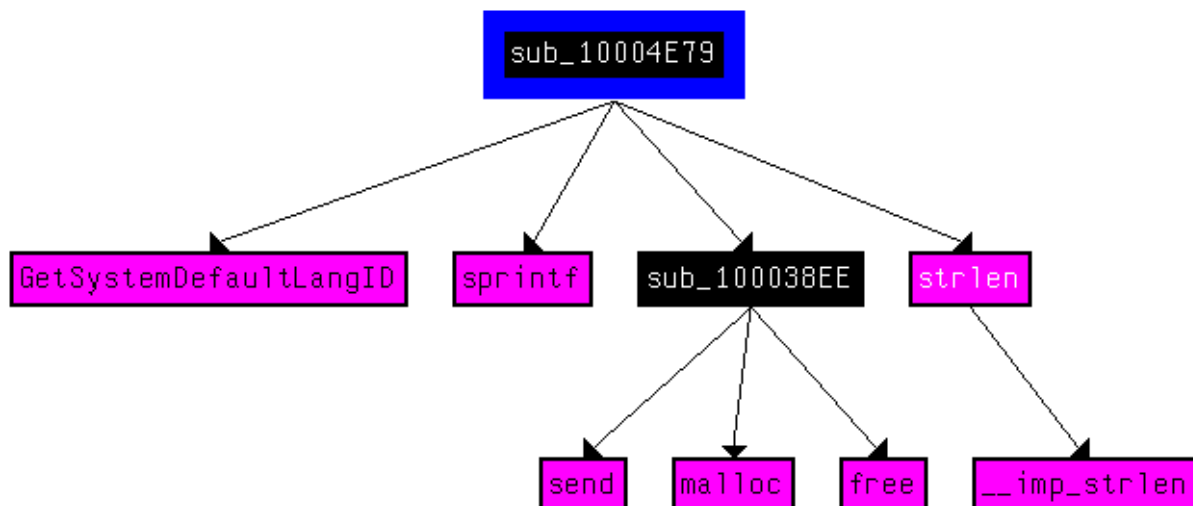 sub_10004E79
GetSystemDefaultLangID
sprintf
sub_100038EE
strlen
send
malloc
free
__imp_strlen